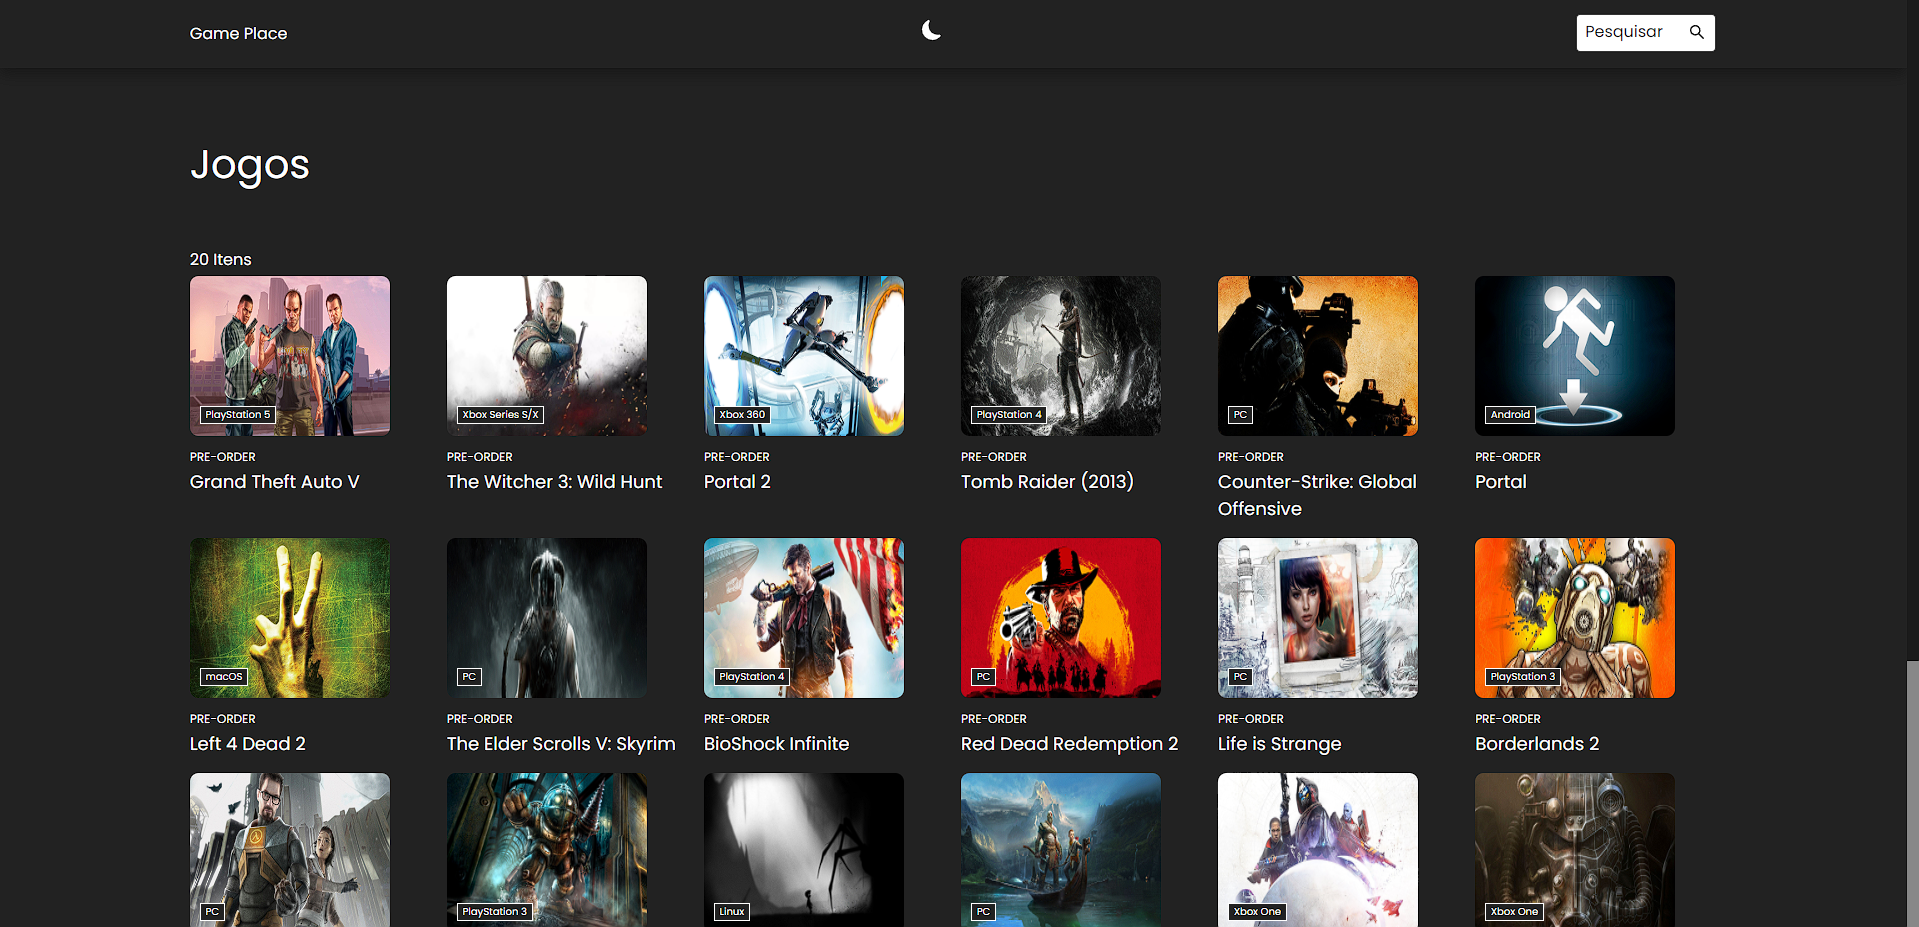 Game Place
Pesquisar
Jogos
20 Itens
PlayStation 5
Xbox Series S/X
Xbox 360
PlayStation 4
PC
Android
PRE-ORDER
PRE-ORDER
PRE-ORDER
PRE-ORDER
PRE-ORDER
PRE-ORDER
Grand Theft Auto V
The Witcher 3: Wild Hunt
Portal 2
Tomb Raider (2013)
Counter-Strike: Global
Offensive
Portal
macOS
PC
PlayStation 4
PC
PC
PlayStation 3
PRE-ORDER
PRE-ORDER
PRE-ORDER
PRE-ORDER
PRE-ORDER
PRE-ORDER
Left 4 Dead 2
The Elder Scrolls V: Skyrim
BioShock Infinite
Red Dead Redemption 2
Life is Strange
Borderlands 2
PC
PlayStation 3
Linux
PC
Xbox One
Xbox One